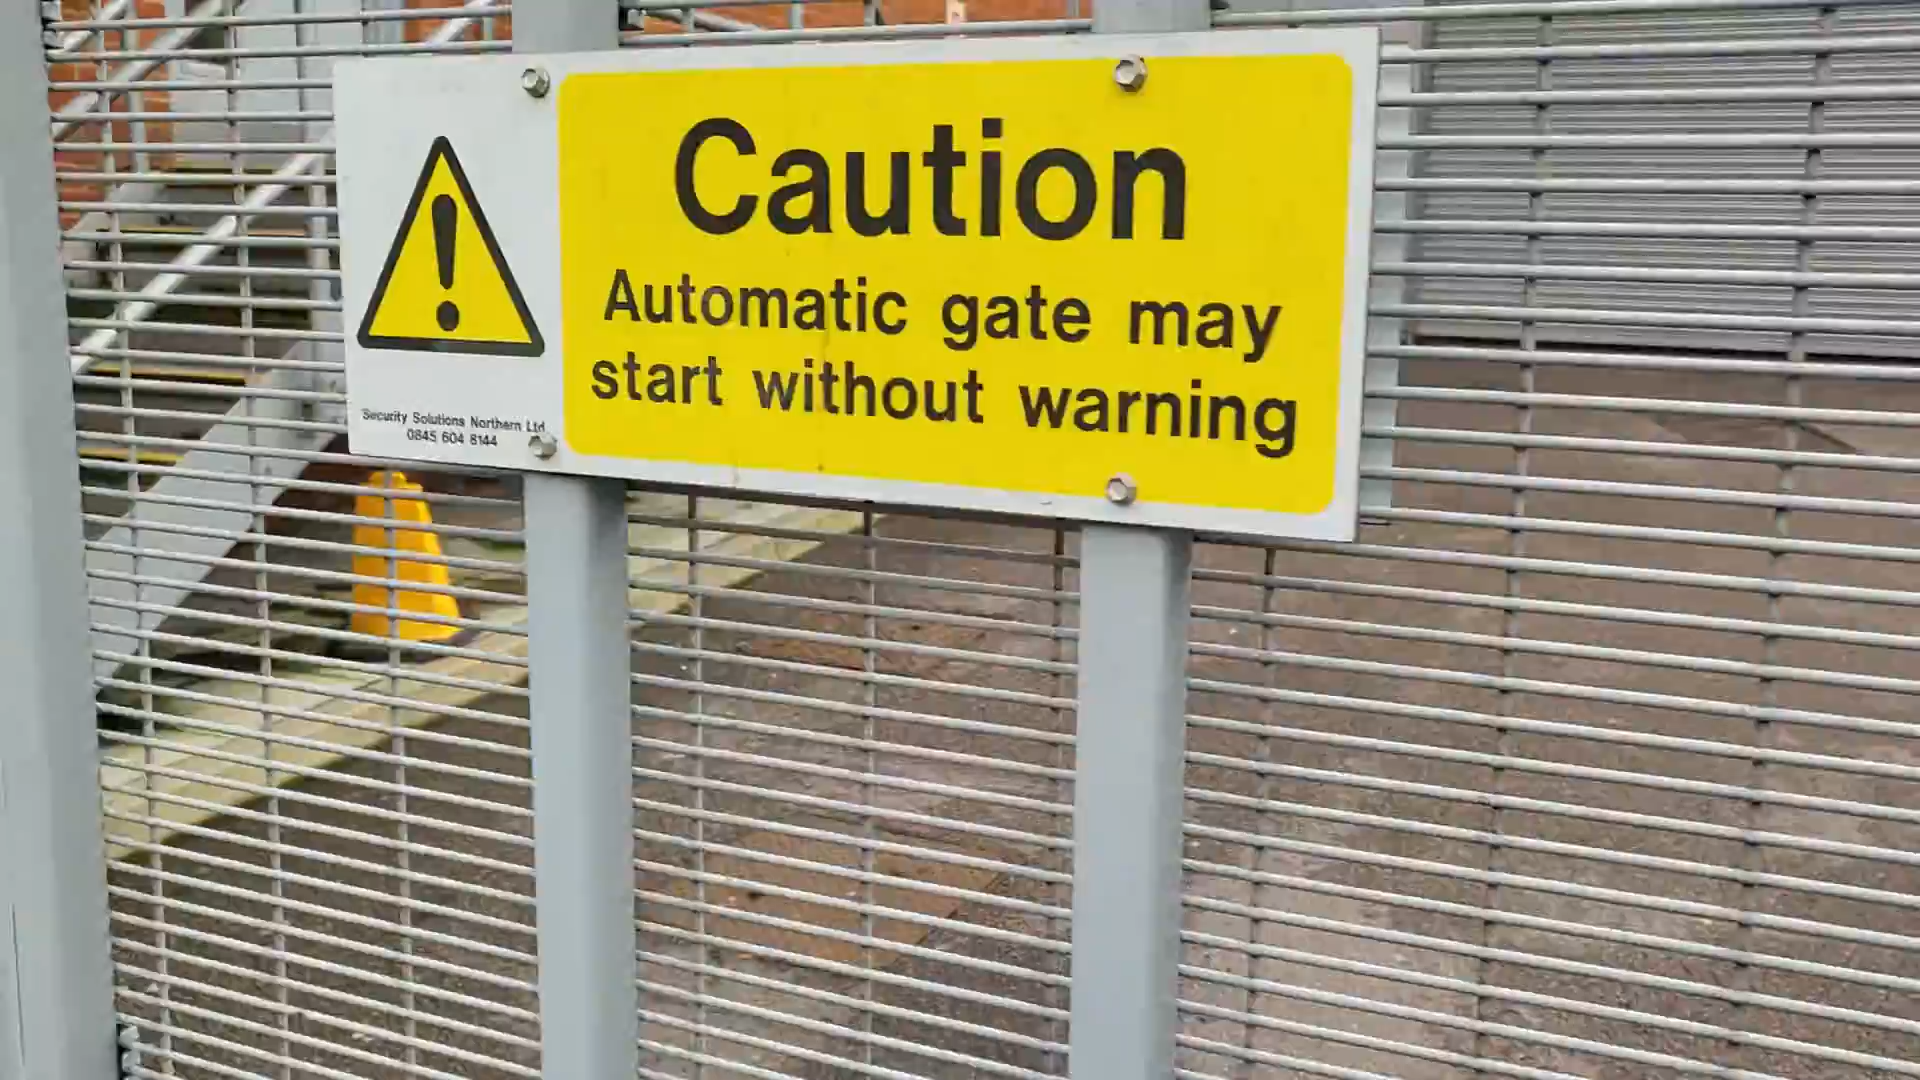 Caution
Automatic gate may
start without warning
Security Solutions Northern Ltd
0845 604 8144